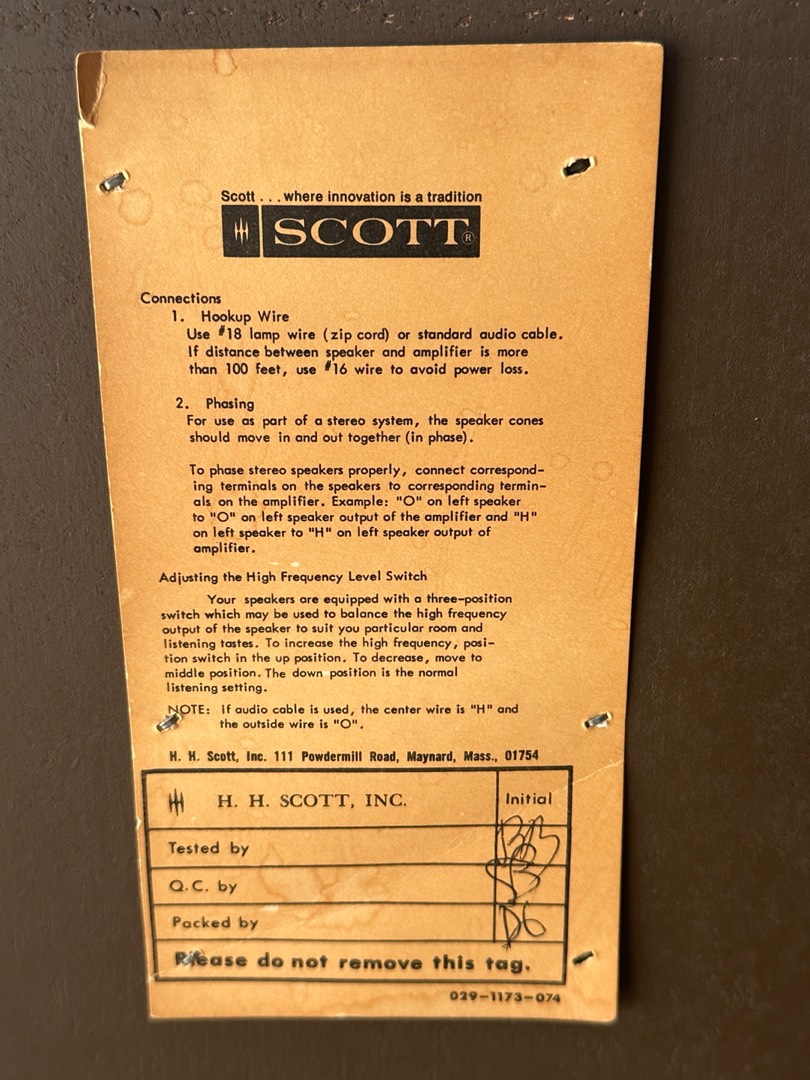 Scott . . . where innovation is a tradition
SCOTT®
Connections
1. Hookup Wire
Use #18 lamp wire (zip cord) or standard audio cable.
If distance between speaker and amplifier is more
than 100 feet, use #16 wire to avoid power loss.
2. Phasing
For use as part of a stereo system, the speaker cones
should move in and out together (in phase).
To phase stereo speakers properly, connect correspond-
ing terminals on the speakers to corresponding termin-
als on the amplifier. Example: "O" on left speaker
to "O" on left speaker output of the amplifier and "H"
on left speaker to "H" on left speaker output of
amplifier.
Adjusting the High Frequency Level Switch
Your speakers are equipped with a three-position
switch which may be used to balance the high frequency
output of the speaker to suit you particular room and
listening tastes. To increase the high frequency, posi-
tion switch in the up position. To decrease, move to
middle position. The down position is the normal
listening setting.
NOTE: If audio cable is used, the center wire is "H" and
the outside wire is "O".
H. H. Scott, Inc. 111 Powdermill Road, Maynard, Mass., 01754
H. H. SCOTT, INC. Initial
Tested by
Q.C. by
Packed by D6
Please do not remove this tag.
029-1173-074